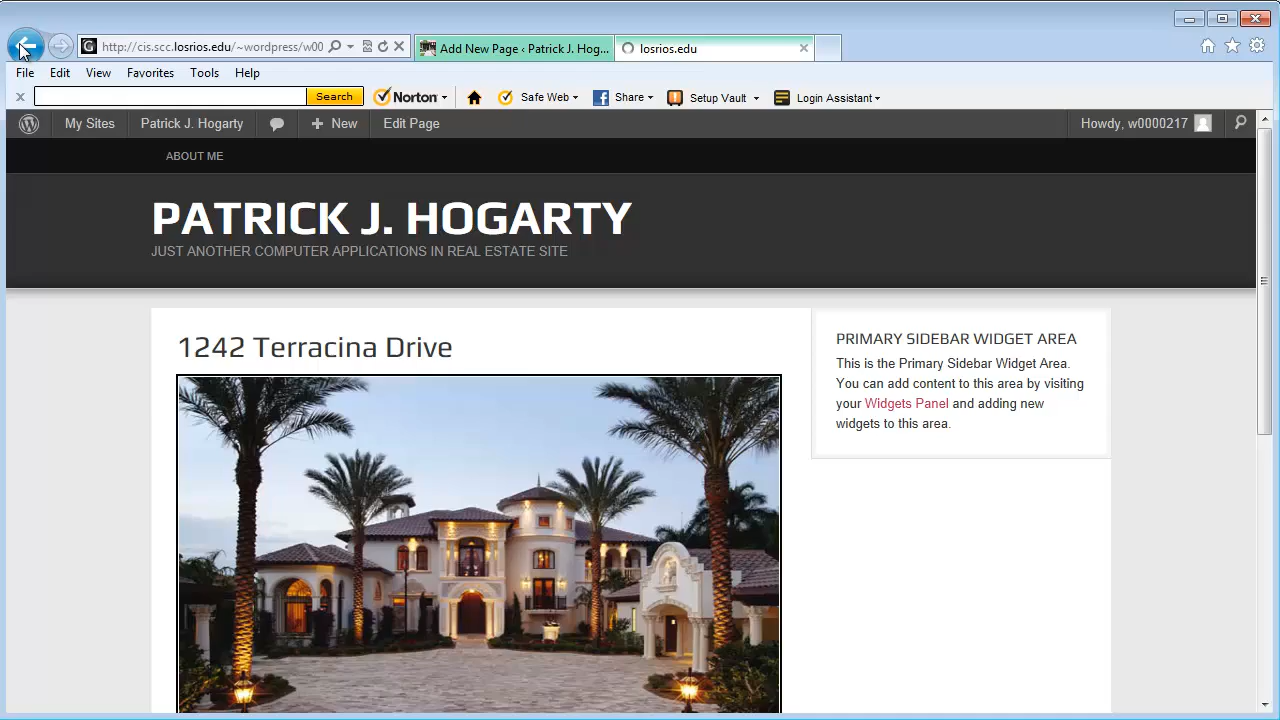 http://cis.scc.losrios.edu/~wordpress/w00
Add New Page ‹ Patrick J. Hog...
losrios.edu
File Edit View Favorites Tools Help
Search
Norton
Safe Web
Share
Setup Vault
Login Assistant
My Sites
Patrick J. Hogarty
New
Edit Page
Howdy, w0000217
ABOUT ME
PATRICK J. HOGARTY
JUST ANOTHER COMPUTER APPLICATIONS IN REAL ESTATE SITE
1242 Terracina Drive
PRIMARY SIDEBAR WIDGET AREA
This is the Primary Sidebar Widget Area.
You can add content to this area by visiting
your Widgets Panel and adding new
widgets to this area.